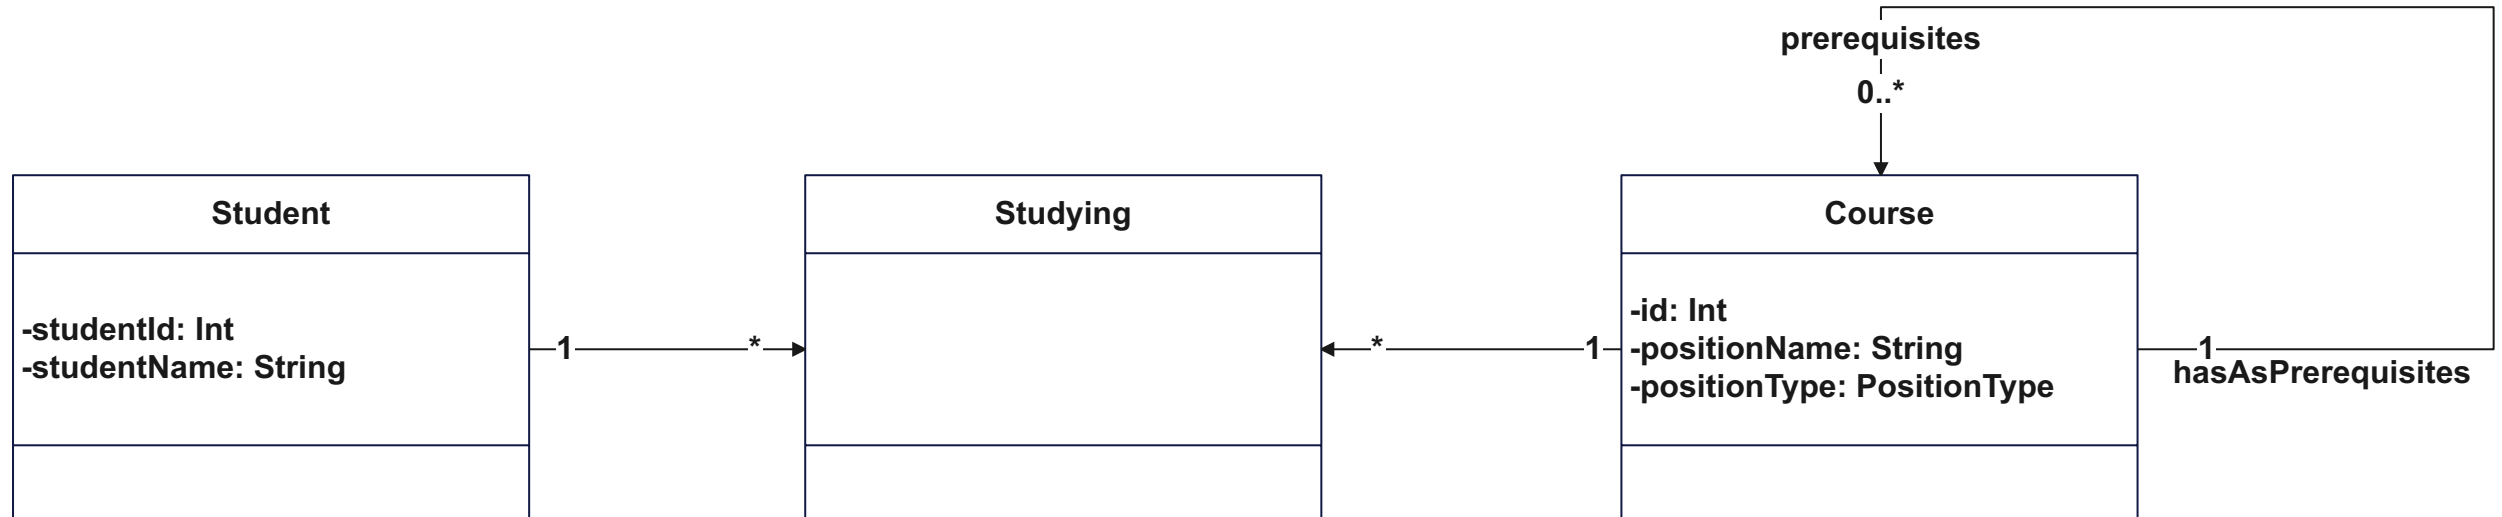 prerequisites
0..*
Student
-studentId: Int
-studentName: String
1
*
Studying
*
1
Course
-id: Int
-positionName: String
-positionType: PositionType
1
hasAsPrerequisites